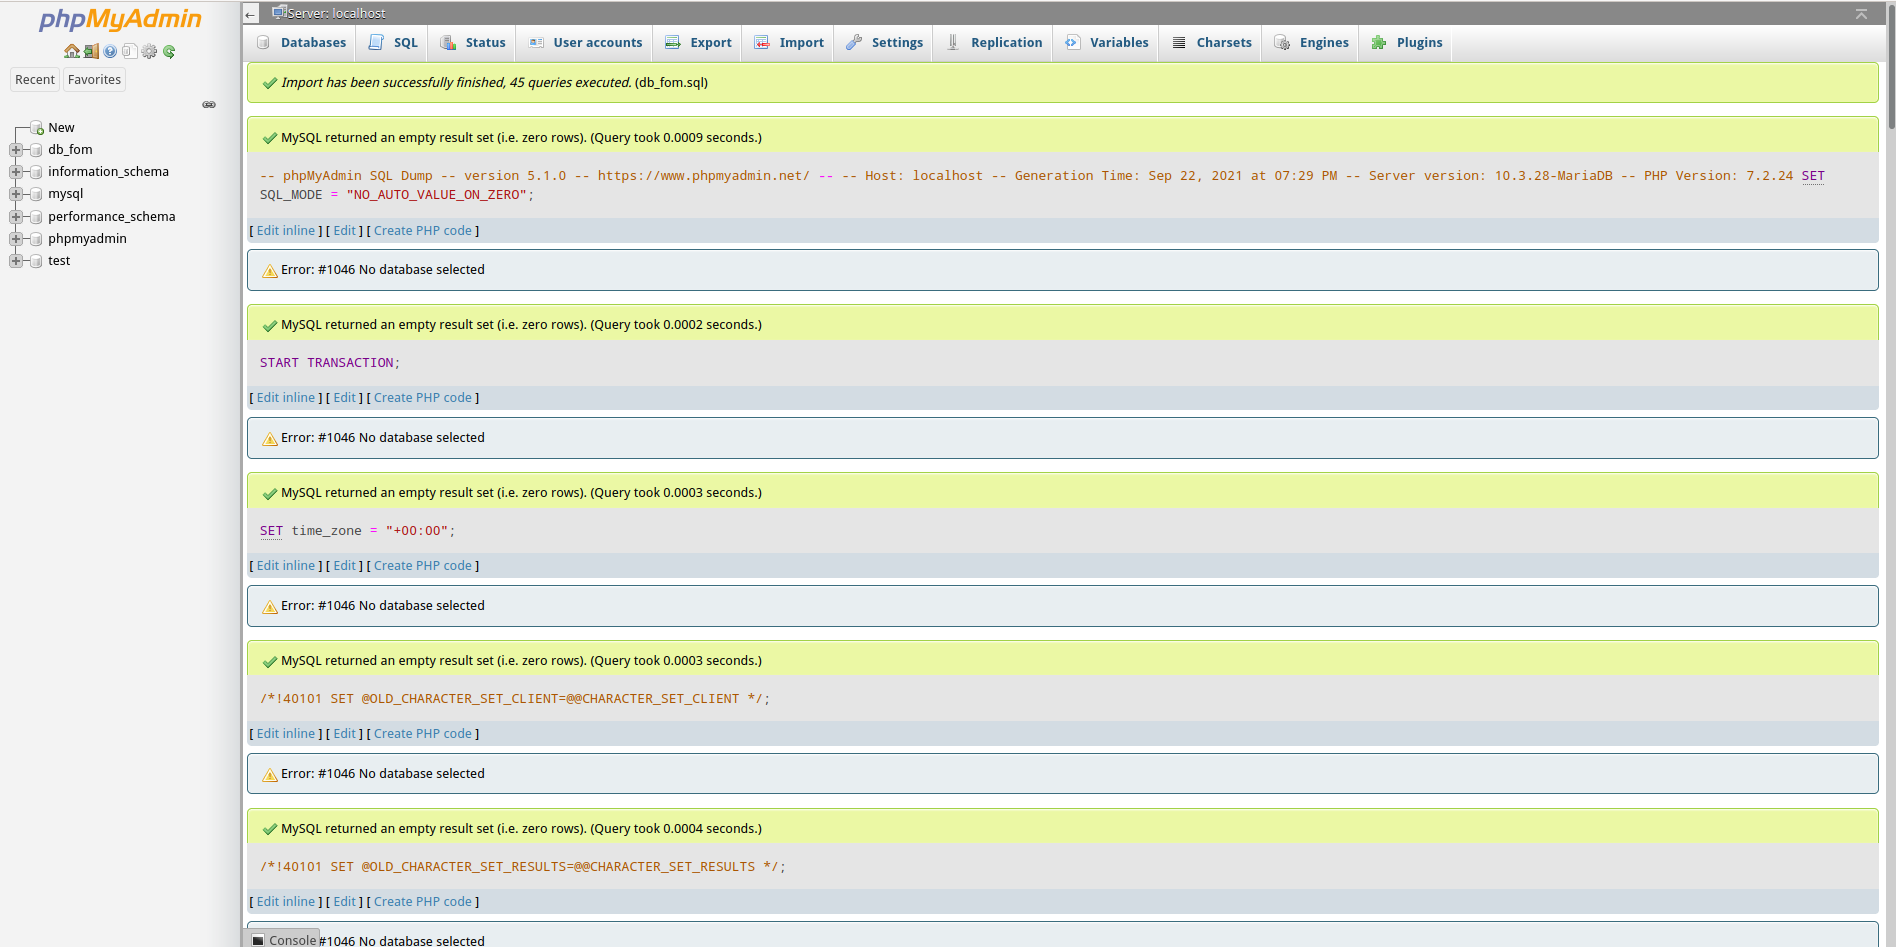 phpMyAdmin
Recent
Favorites
New
db_fom
information_schema
mysql
performance_schema
phpmyadmin
test
Server: localhost
Databases
SQL
Status
User accounts
Export
Import
Settings
Replication
Variables
Charsets
Engines
Plugins
Import has been successfully finished, 45 queries executed. (db_fom.sql)
MySQL returned an empty result set (i.e. zero rows). (Query took 0.0009 seconds.)
-- phpMyAdmin SQL Dump -- version 5.1.0 -- https://www.phpmyadmin.net/ -- -- Host: localhost -- Generation Time: Sep 22, 2021 at 07:29 PM -- Server version: 10.3.28-MariaDB -- PHP Version: 7.2.24 SET
SQL_MODE = "NO_AUTO_VALUE_ON_ZERO";
[ Edit inline ] [ Edit ] [ Create PHP code ]
Error: #1046 No database selected
MySQL returned an empty result set (i.e. zero rows). (Query took 0.0002 seconds.)
START TRANSACTION;
[ Edit inline ] [ Edit ] [ Create PHP code ]
Error: #1046 No database selected
MySQL returned an empty result set (i.e. zero rows). (Query took 0.0003 seconds.)
SET time_zone = "+00:00";
[ Edit inline ] [ Edit ] [ Create PHP code ]
Error: #1046 No database selected
MySQL returned an empty result set (i.e. zero rows). (Query took 0.0003 seconds.)
/*!40101 SET @OLD_CHARACTER_SET_CLIENT=@@CHARACTER_SET_CLIENT */;
[ Edit inline ] [ Edit ] [ Create PHP code ]
Error: #1046 No database selected
MySQL returned an empty result set (i.e. zero rows). (Query took 0.0004 seconds.)
/*!40101 SET @OLD_CHARACTER_SET_RESULTS=@@CHARACTER_SET_RESULTS */;
[ Edit inline ] [ Edit ] [ Create PHP code ]
Console
#1046 No database selected